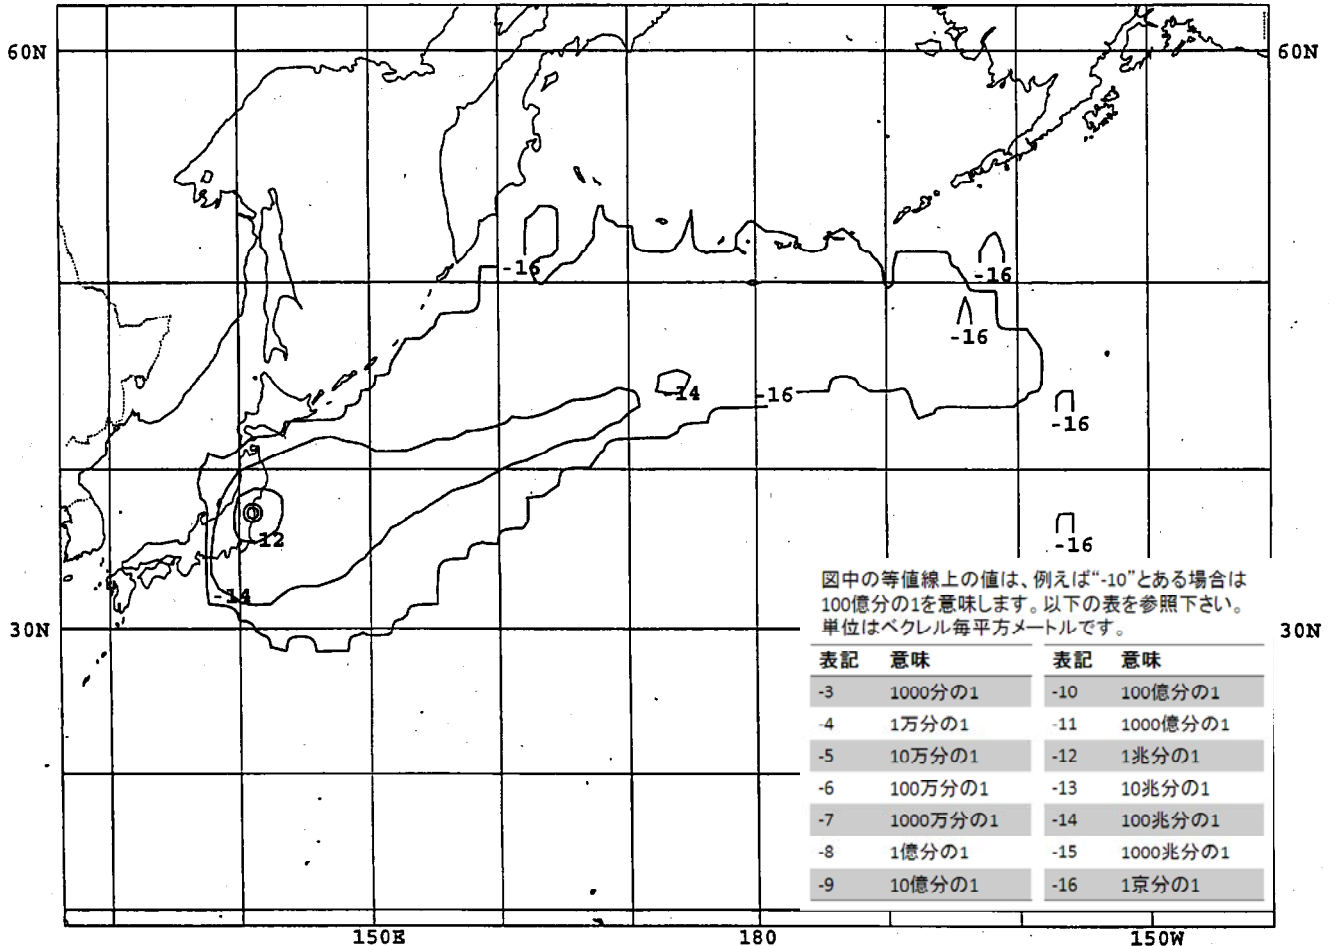 60N
60N
-16
-16
-16
-14
-16
-16
12
-16
-14
30N
30N
図中の等値線上の値は、例えば“-10”とある場合は
100億分の1を意味します。以下の表を参照下さい。
単位はベクレル毎平方メートルです。
表記 意味 表記 意味
-3 1000分の1 -10 100億分の1
-4 1万分の1 -11 1000億分の1
-5 10万分の1 -12 1兆分の1
-6 100万分の1 -13 10兆分の1
-7 1000万分の1 -14 100兆分の1
-8 1億分の1 -15 1000兆分の1
-9 10億分の1 -16 1京分の1
150E 180 150W